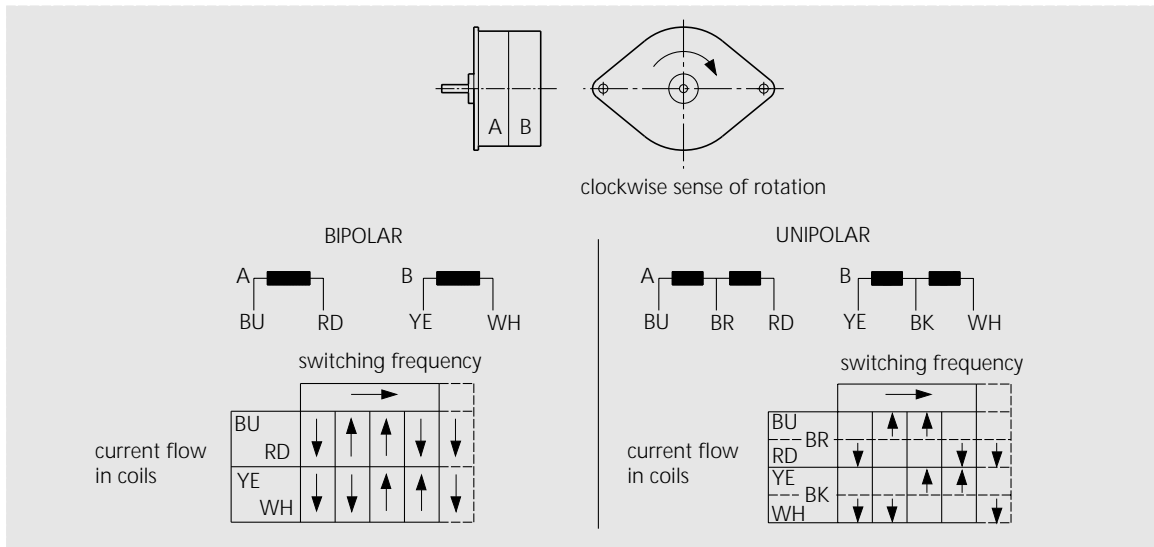 A B
clockwise sense of rotation
BIPOLAR
A B
BU RD YE WH
switching frequency
current flow
in coils
BU
RD
YE
WH
UNIPOLAR
A B
BU BR RD YE BK WH
switching frequency
current flow
in coils
BU
BR
RD
YE
BK
WH